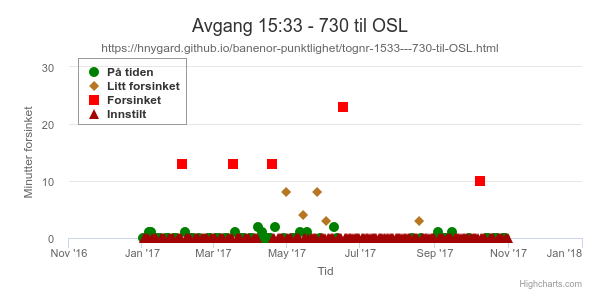 Avgang 15:33 - 730 til OSL
https://hnygard.github.io/banenor-punktlighet/tognr-1533---730-til-OSL.html
På tiden
Litt forsinket
Forsinket
Innstilt
Minutter forsinket
30
20
10
0
Nov '16 Jan '17 Mar '17 May '17 Jul '17 Sep '17 Nov '17 Jan '18
Tid
Highcharts.com